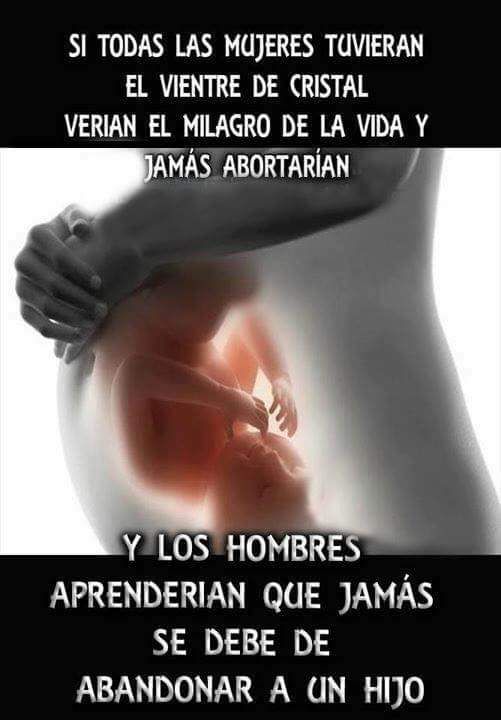 SI TODAS LAS MUJERES TUVIERAN
EL VIENTRE DE CRISTAL
VERIAN EL MILAGRO DE LA VIDA Y
JAMÁS ABORTARÍAN
Y LOS HOMBRES
APRENDERIAN QUE JAMÁS
SE DEBE DE
ABANDONAR A UN HIJO